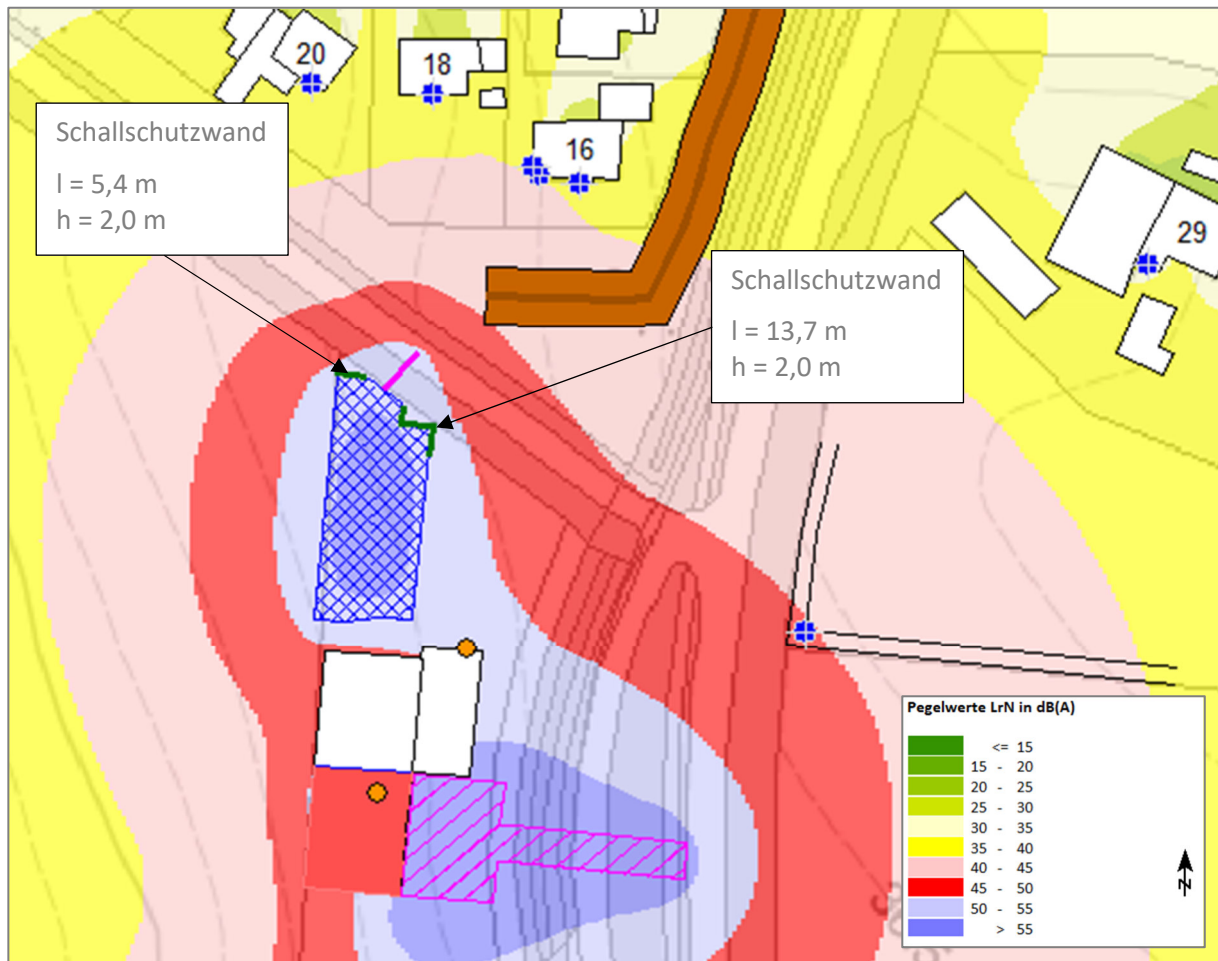 20
18
16
29
Schallschutzwand
l = 5,4 m
h = 2,0 m
Schallschutzwand
l = 13,7 m
h = 2,0 m
Pegelwerte LrN in dB(A)
<= 15
15 - 20
20 - 25
25 - 30
30 - 35
35 - 40
40 - 45
45 - 50
50 - 55
> 55
N